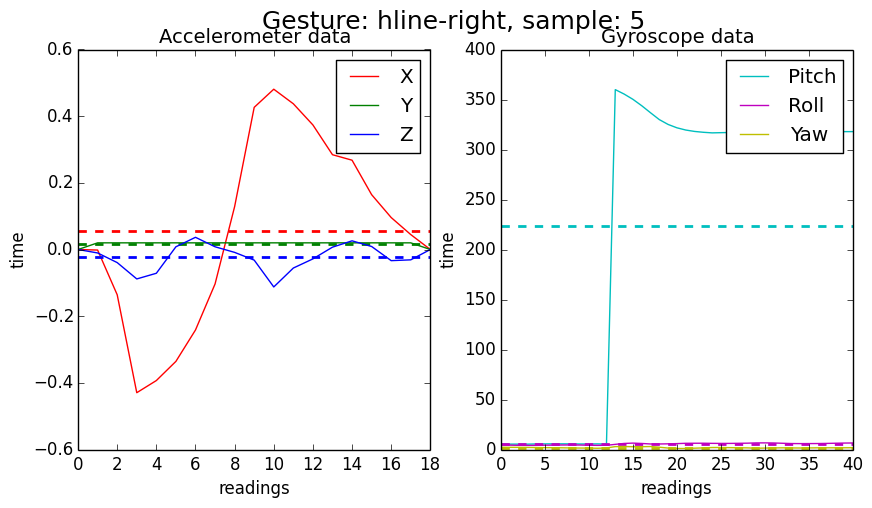 Gesture: hline-right, sample: 5
Accelerometer data
0.6
0.4
0.2
0.0
−0.2
−0.4
−0.6
time
0 2 4 6 8 10 12 14 16 18
readings
X
Y
Z
Gyroscope data
400
350
300
250
200
150
100
50
0
time
0 5 10 15 20 25 30 35 40
readings
Pitch
Roll
Yaw